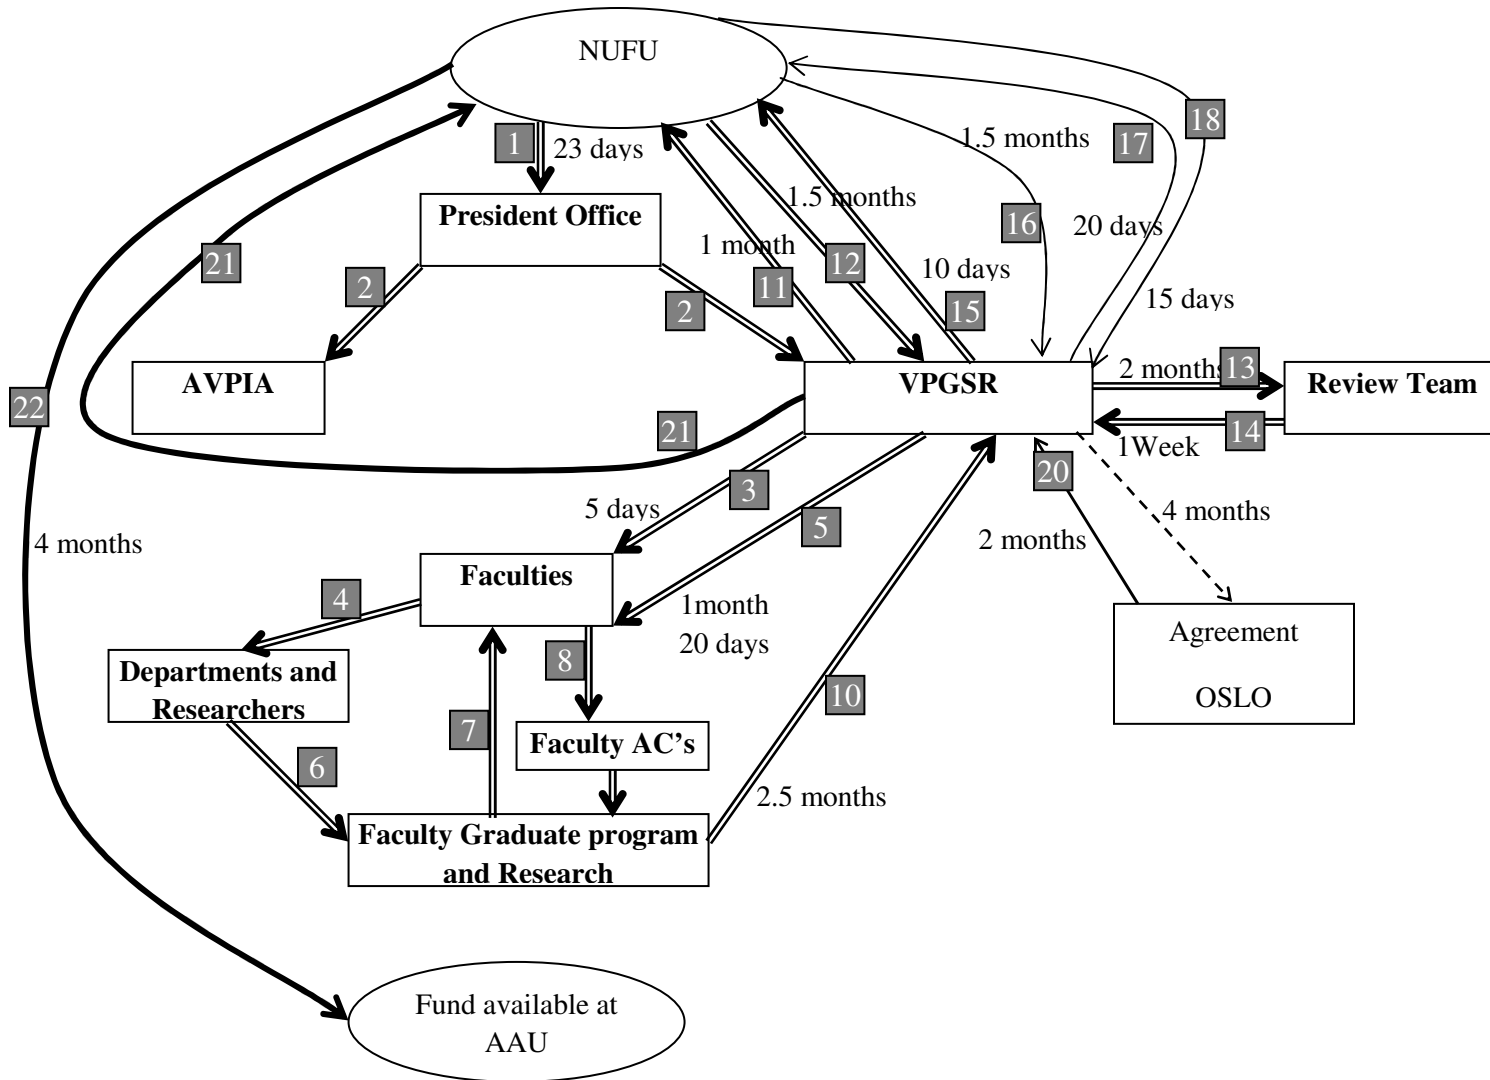 NUFU
18
1.5 months
17
1
23 days
1.5 months
President Office
16
20 days
1 month
21
12
10 days
2
11
2
15
15 days
AVPIA
VPGSR
2 months
13
Review Team
22
21
14
1Week
20
3
5 days
5
4 months
4 months
2 months
Faculties
4
1month
20 days
Agreement
OSLO
8
Departments and
Researchers
10
7
Faculty AC's
6
2.5 months
Faculty Graduate program
and Research
Fund available at
AAU